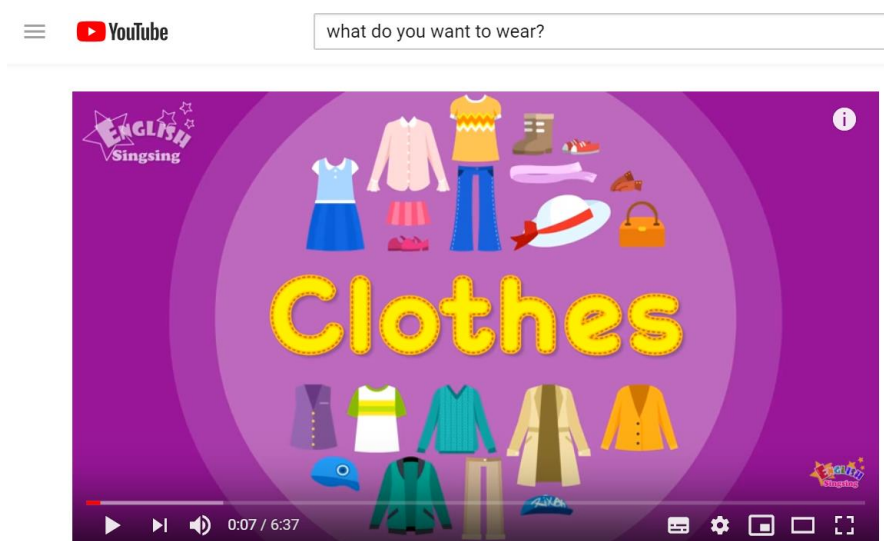 YouTube
what do you want to wear?
ENGLISH
Singsing
i
Clothes
ENGLISH
Singsing
0:07 / 6:37